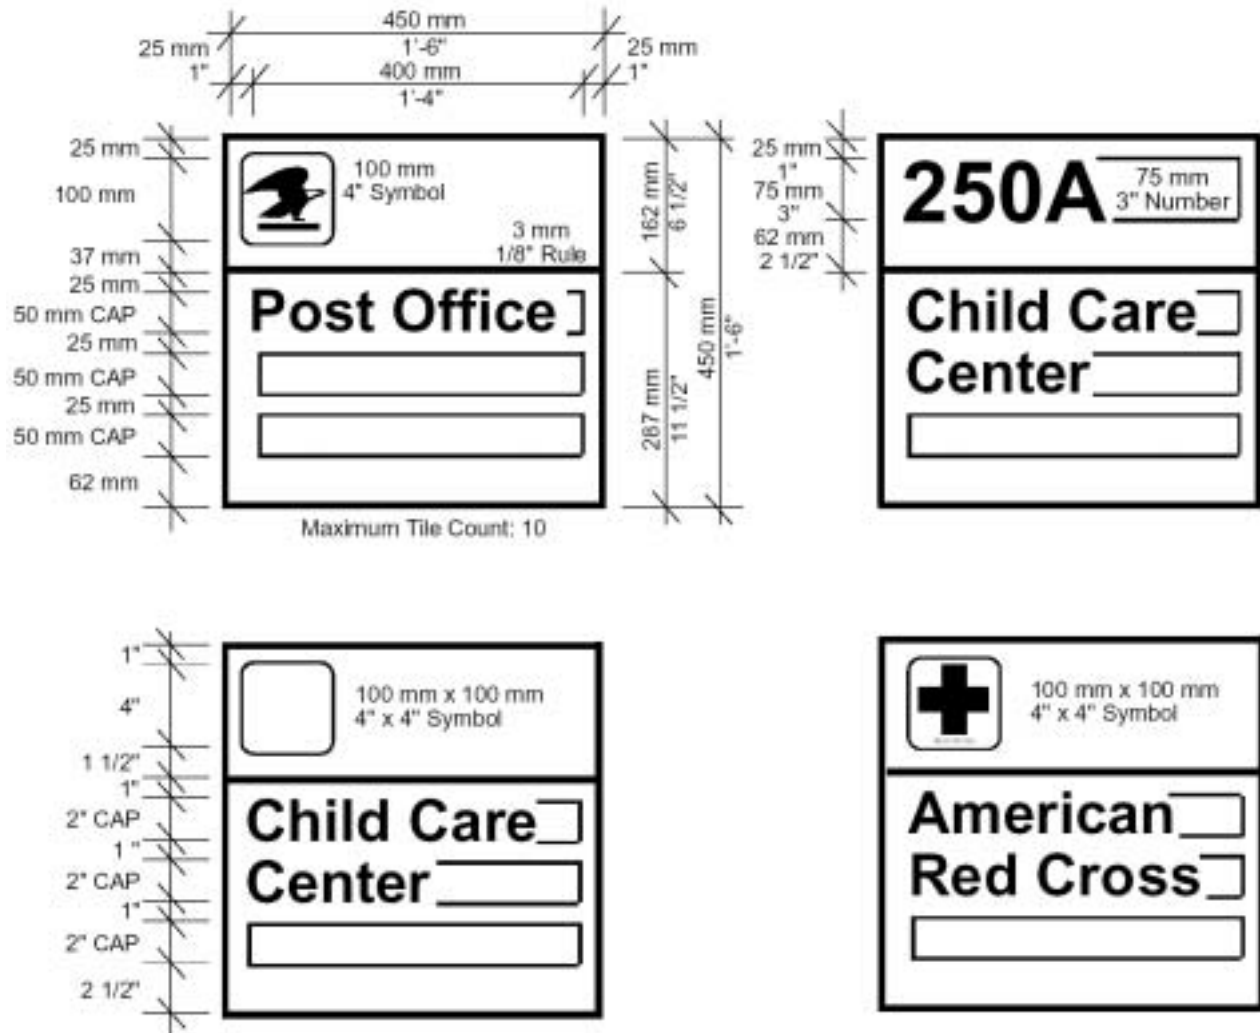 450 mm
1'-6"
25 mm
1"
25 mm
1"
400 mm
1'-4"
25 mm
100 mm
37 mm
25 mm
50 mm CAP
25 mm
50 mm CAP
25 mm
50 mm CAP
62 mm
100 mm
4" Symbol
3 mm
1/8" Rule
Post Office
Maximum Tile Count: 10
162 mm
6 1/2"
287 mm
11 1/2"
450 mm
1'-6"
25 mm
1"
75 mm
3"
62 mm
2 1/2"
250A
75 mm
3" Number
Child Care
Center
1"
4"
1 1/2"
1"
2" CAP
1 "
2" CAP
1"
2" CAP
2 1/2"
100 mm x 100 mm
4" x 4" Symbol
Child Care
Center
100 mm x 100 mm
4" x 4" Symbol
American
Red Cross